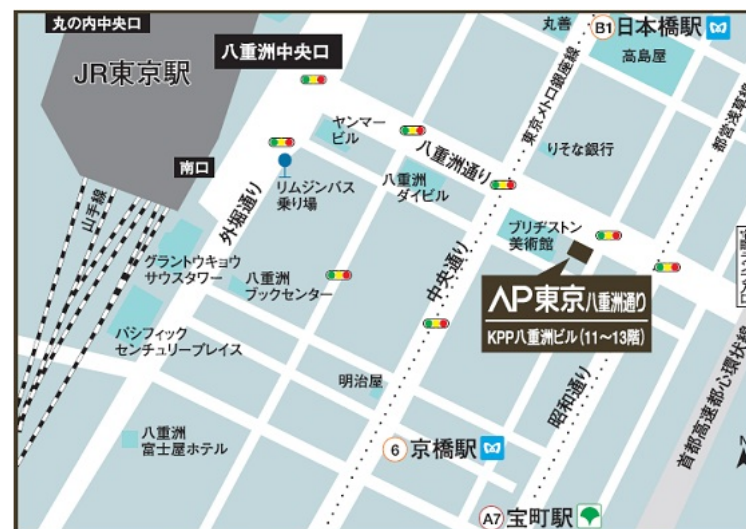 丸の内中央口
JR東京駅
八重洲中央口
丸善
B1 日本橋駅
高島屋
東京メトロ銀座線
都営浅草線
ヤンマー
ビル
八重洲通り
りそな銀行
南口
リムジンバス
乗り場
八重洲
ダイビル
山手線
外堀通り
ブリヂストン
美術館
グラントウキョウ
サウスタワー
八重洲
ブックセンター
中央通り
AP東京八重洲通り
KPP八重洲ビル(11〜13階)
パシフィック
センチュリープレイス
明治屋
昭和通り
首都高速都心環状線
N
八重洲
富士屋ホテル
6 京橋駅
A7 宝町駅